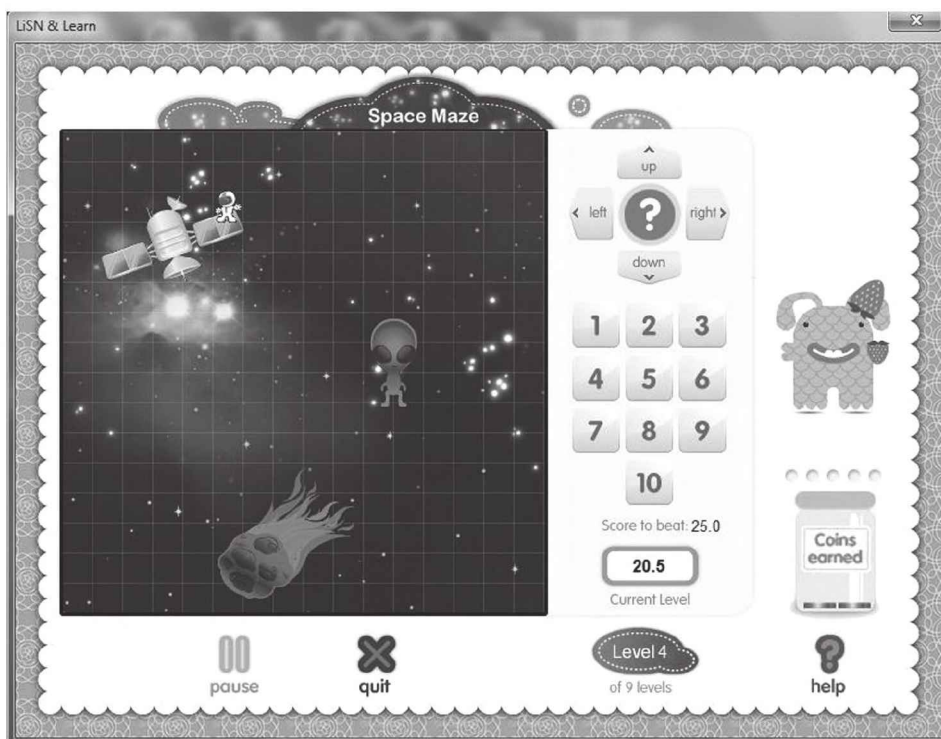 LiSN & Learn
Space Maze
up
left
?
right
down
1 2 3
4 5 6
7 8 9
10
Score to beat: 25.0
20.5
Current Level
Coins
earned
pause
quit
Level 4
of 9 levels
?
help